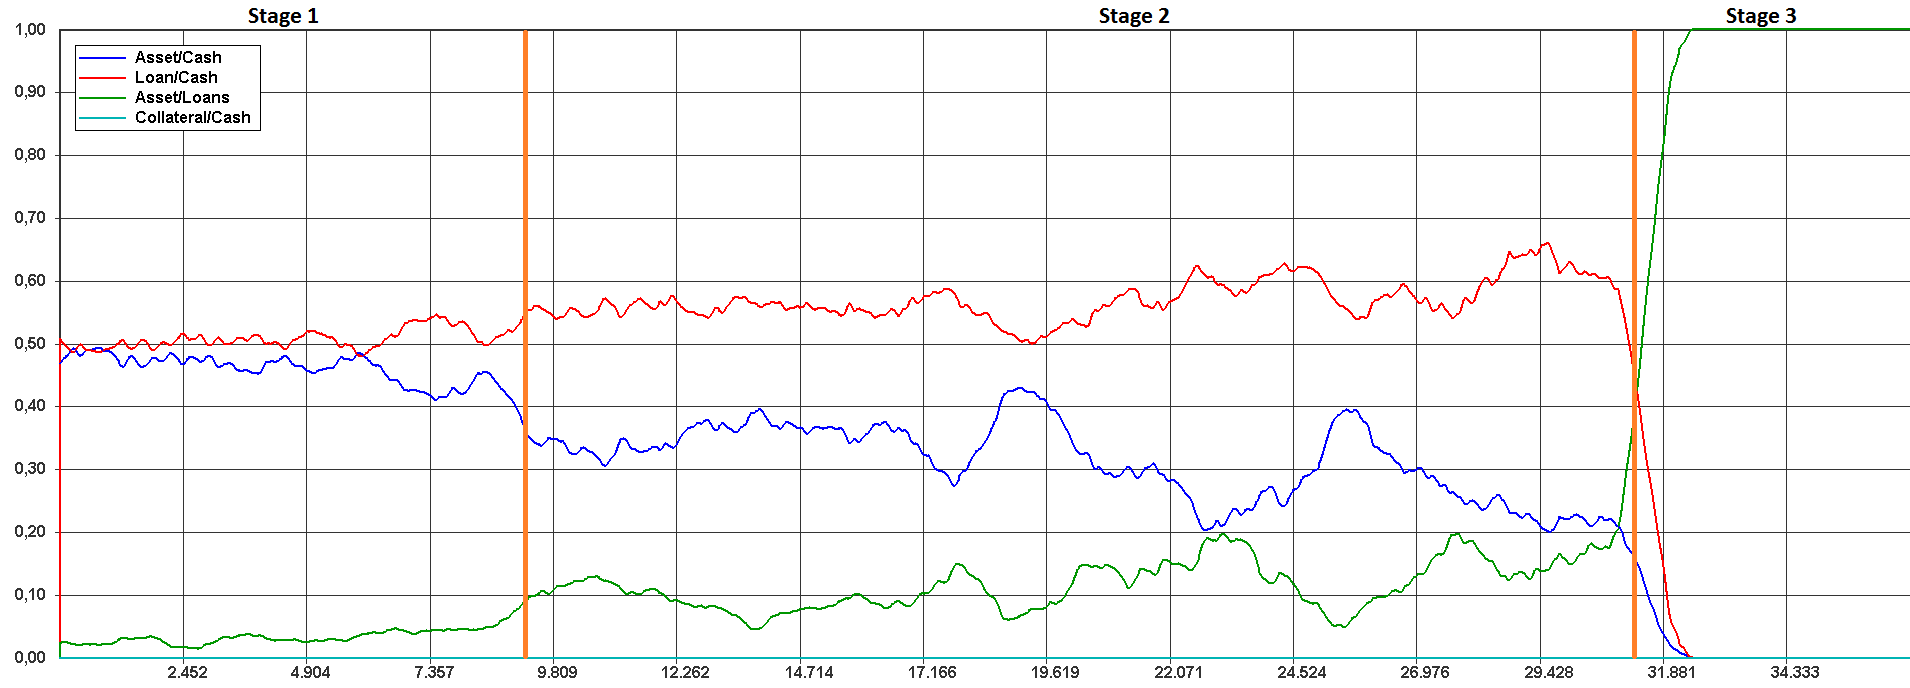 Stage 1 Stage 2 Stage 3
1,00
Asset/Cash
Loan/Cash
Asset/Loans
Collateral/Cash
0,90
0,80
0,70
0,60
0,50
0,40
0,30
0,20
0,10
0,00
2.452 4.904 7.357 9.809 12.262 14.714 17.166 19.619 22.071 24.524 26.976 29.428 31.881 34.333